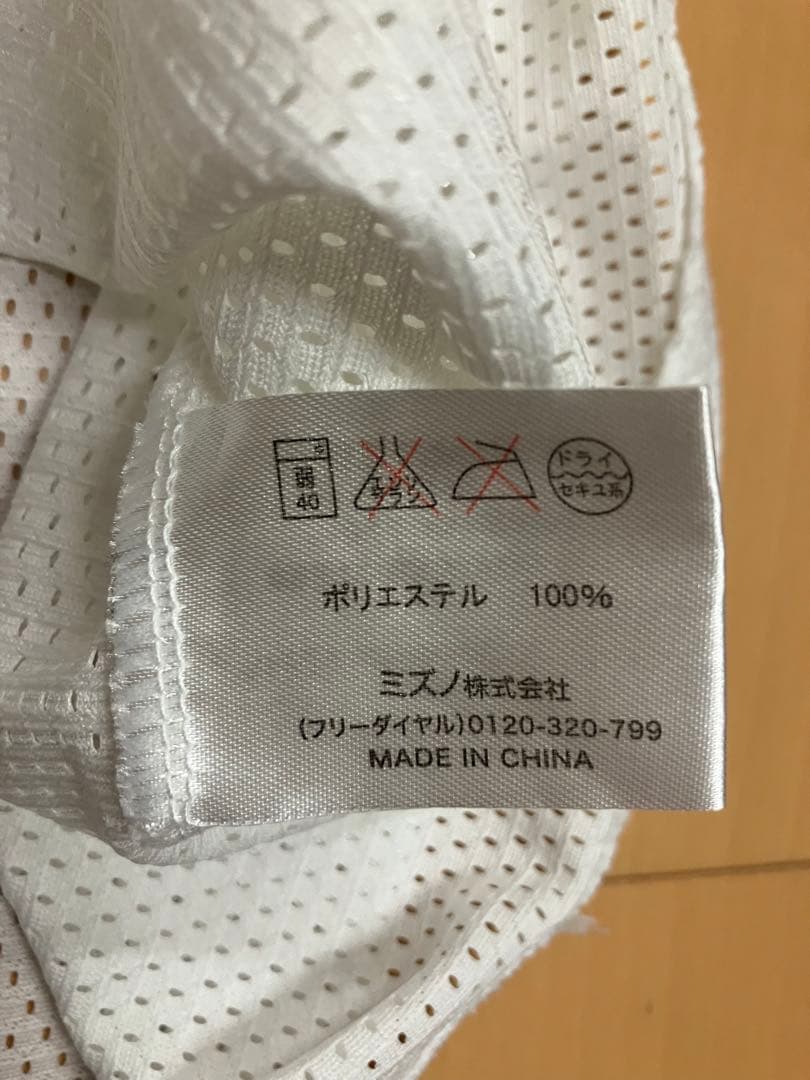 弱
40
エンソ
サラシ
ドライ
セキユ系
ポリエステル 100%
ミズノ株式会社
(フリーダイヤル)0120-320-799
MADE IN CHINA